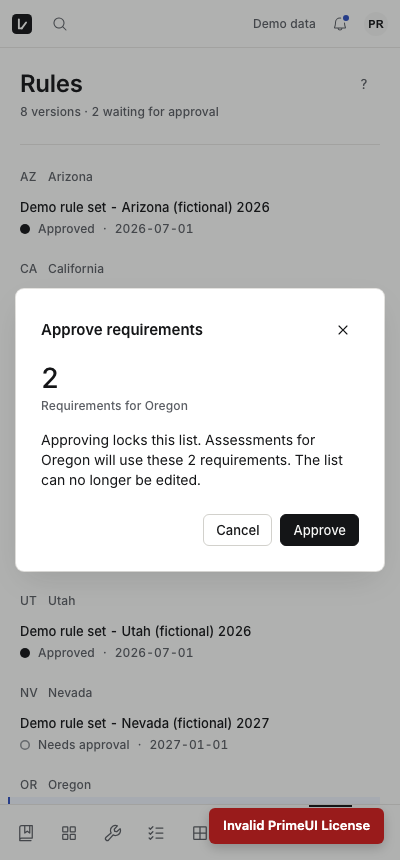 Demo data
PR
Rules
?
8 versions · 2 waiting for approval
AZ Arizona
Demo rule set - Arizona (fictional) 2026
Approved · 2026-07-01
CA California
Approve requirements
2
Requirements for Oregon
Approving locks this list. Assessments for
Oregon will use these 2 requirements. The list
can no longer be edited.
Cancel
Approve
UT Utah
Demo rule set - Utah (fictional) 2026
Approved · 2026-07-01
NV Nevada
Demo rule set - Nevada (fictional) 2027
Needs approval · 2027-01-01
OR Oregon
Invalid PrimeUI License